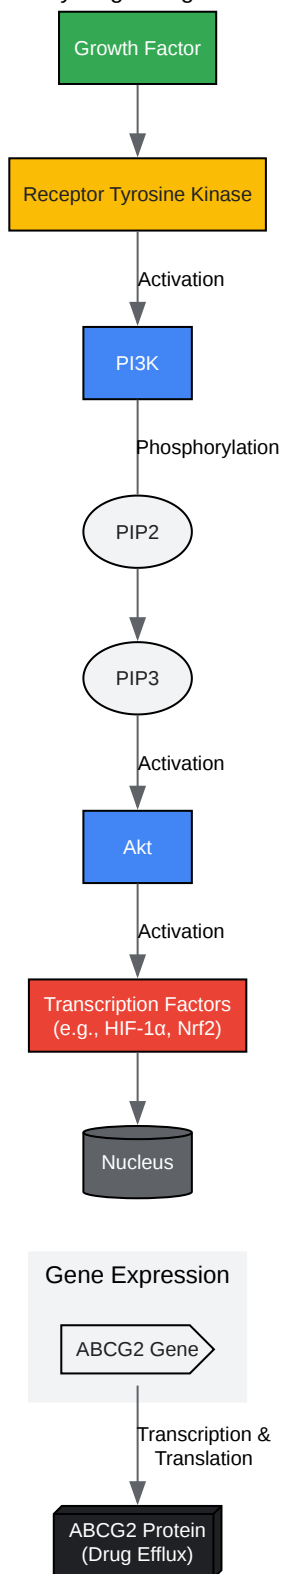 Growth Factor
Receptor Tyrosine Kinase
Activation
PI3K
Phosphorylation
PIP2
PIP3
Activation
Akt
Activation
Transcription Factors
(e.g., HIF-1α, Nrf2)
Nucleus
Gene Expression
ABCG2 Gene
Transcription &
Translation
ABCG2 Protein
(Drug Efflux)